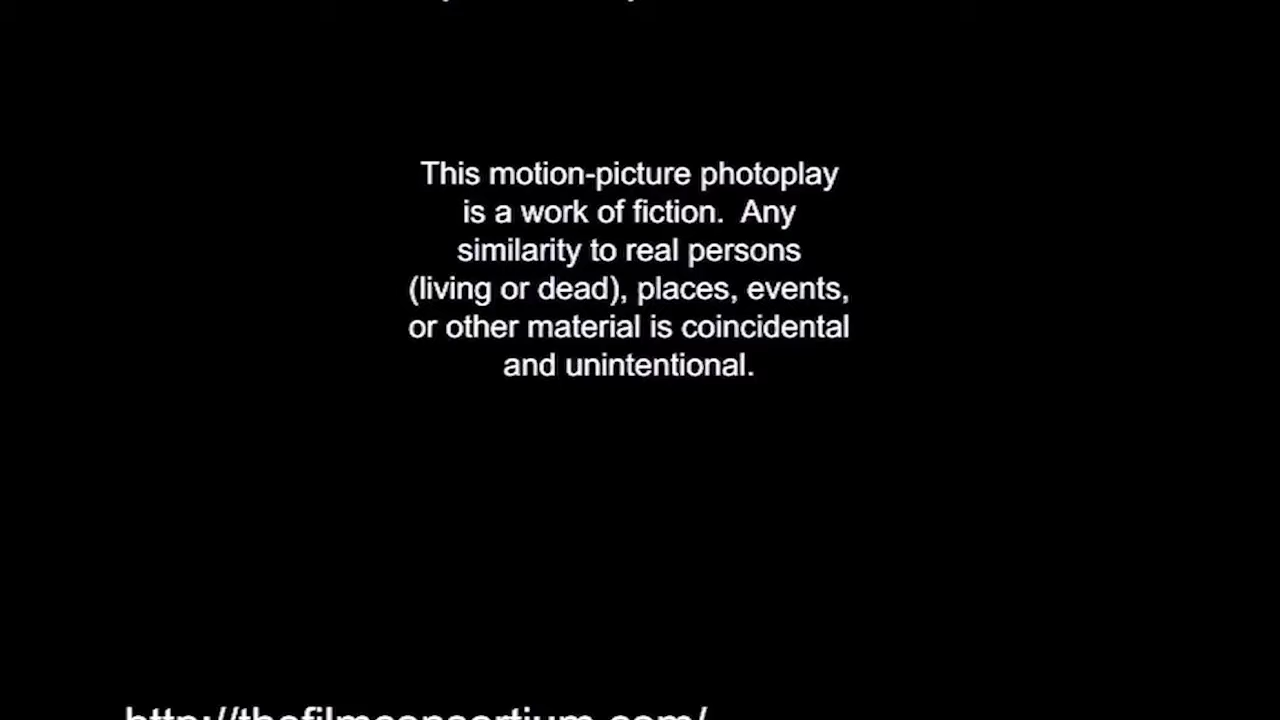 This motion-picture photoplay
is a work of fiction.  Any
similarity to real persons
(living or dead), places, events,
or other material is coincidental
and unintentional.
http://thefilmconsortium.com/